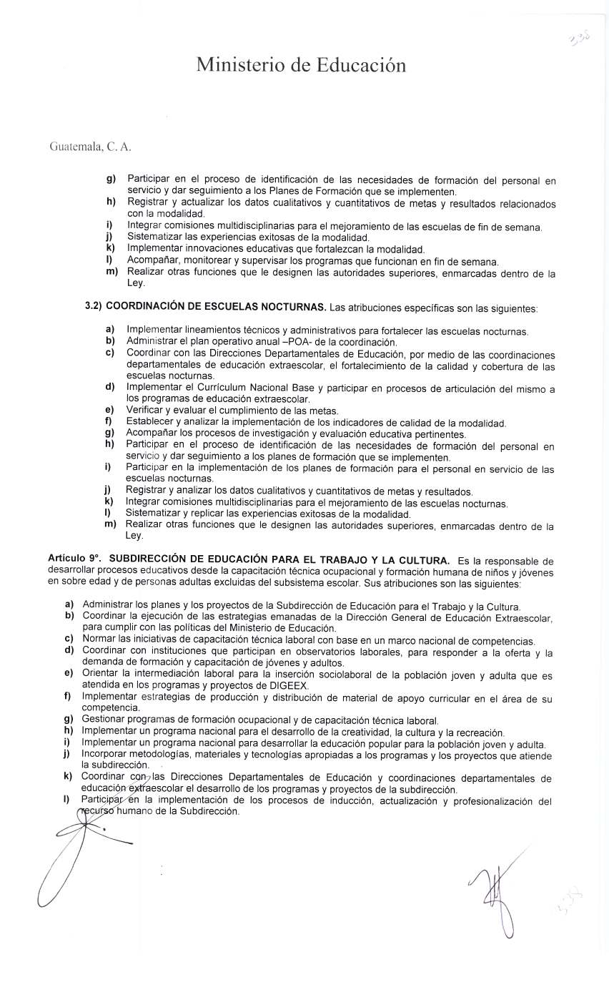 338
Ministerio de Educación
Guatemala, C. A.
g) Participar en el proceso de identificación de las necesidades de formación del personal en
servicio y dar seguimiento a los Planes de Formación que se implementen.
h) Registrar y actualizar los datos cualitativos y cuantitativos de metas y resultados relacionados
con la modalidad.
i) Integrar comisiones multidisciplinarias para el mejoramiento de las escuelas de fin de semana.
j) Sistematizar las experiencias exitosas de la modalidad.
k) Implementar innovaciones educativas que fortalezcan la modalidad.
l) Acompañar, monitorear y supervisar los programas que funcionan en fin de semana.
m) Realizar otras funciones que le designen las autoridades superiores, enmarcadas dentro de la
Ley.
3.2) COORDINACIÓN DE ESCUELAS NOCTURNAS. Las atribuciones específicas son las siguientes:
a) Implementar lineamientos técnicos y administrativos para fortalecer las escuelas nocturnas.
b) Administrar el plan operativo anual –POA- de la coordinación.
c) Coordinar con las Direcciones Departamentales de Educación, por medio de las coordinaciones
departamentales de educación extraescolar, el fortalecimiento de la calidad y cobertura de las
escuelas nocturnas.
d) Implementar el Currículum Nacional Base y participar en procesos de articulación del mismo a
los programas de educación extraescolar.
e) Verificar y evaluar el cumplimiento de las metas.
f) Establecer y analizar la implementación de los indicadores de calidad de la modalidad.
g) Acompañar los procesos de investigación y evaluación educativa pertinentes.
h) Participar en el proceso de identificación de las necesidades de formación del personal en
servicio y dar seguimiento a los planes de formación que se implementen.
i) Participar en la implementación de los planes de formación para el personal en servicio de las
escuelas nocturnas.
j) Registrar y analizar los datos cualitativos y cuantitativos de metas y resultados.
k) Integrar comisiones multidisciplinarias para el mejoramiento de las escuelas nocturnas.
l) Sistematizar y replicar las experiencias exitosas de la modalidad.
m) Realizar otras funciones que le designen las autoridades superiores, enmarcadas dentro de la
Ley.
Artículo 9°. SUBDIRECCIÓN DE EDUCACIÓN PARA EL TRABAJO Y LA CULTURA. Es la responsable de
desarrollar procesos educativos desde la capacitación técnica ocupacional y formación humana de niños y jóvenes
en sobre edad y de personas adultas excluidas del subsistema escolar. Sus atribuciones son las siguientes:
a) Administrar los planes y los proyectos de la Subdirección de Educación para el Trabajo y la Cultura.
b) Coordinar la ejecución de las estrategias emanadas de la Dirección General de Educación Extraescolar,
para cumplir con las políticas del Ministerio de Educación.
c) Normar las iniciativas de capacitación técnica laboral con base en un marco nacional de competencias.
d) Coordinar con instituciones que participan en observatorios laborales, para responder a la oferta y la
demanda de formación y capacitación de jóvenes y adultos.
e) Orientar la intermediación laboral para la inserción sociolaboral de la población joven y adulta que es
atendida en los programas y proyectos de DIGEEX.
f) Implementar estrategias de producción y distribución de material de apoyo curricular en el área de su
competencia.
g) Gestionar programas de formación ocupacional y de capacitación técnica laboral.
h) Implementar un programa nacional para el desarrollo de la creatividad, la cultura y la recreación.
i) Implementar un programa nacional para desarrollar la educación popular para la población joven y adulta.
j) Incorporar metodologías, materiales y tecnologías apropiadas a los programas y los proyectos que atiende
la subdirección.
k) Coordinar con las Direcciones Departamentales de Educación y coordinaciones departamentales de
educación extraescolar el desarrollo de los programas y proyectos de la subdirección.
l) Participar en la implementación de los procesos de inducción, actualización y profesionalización del
recurso humano de la Subdirección.
338